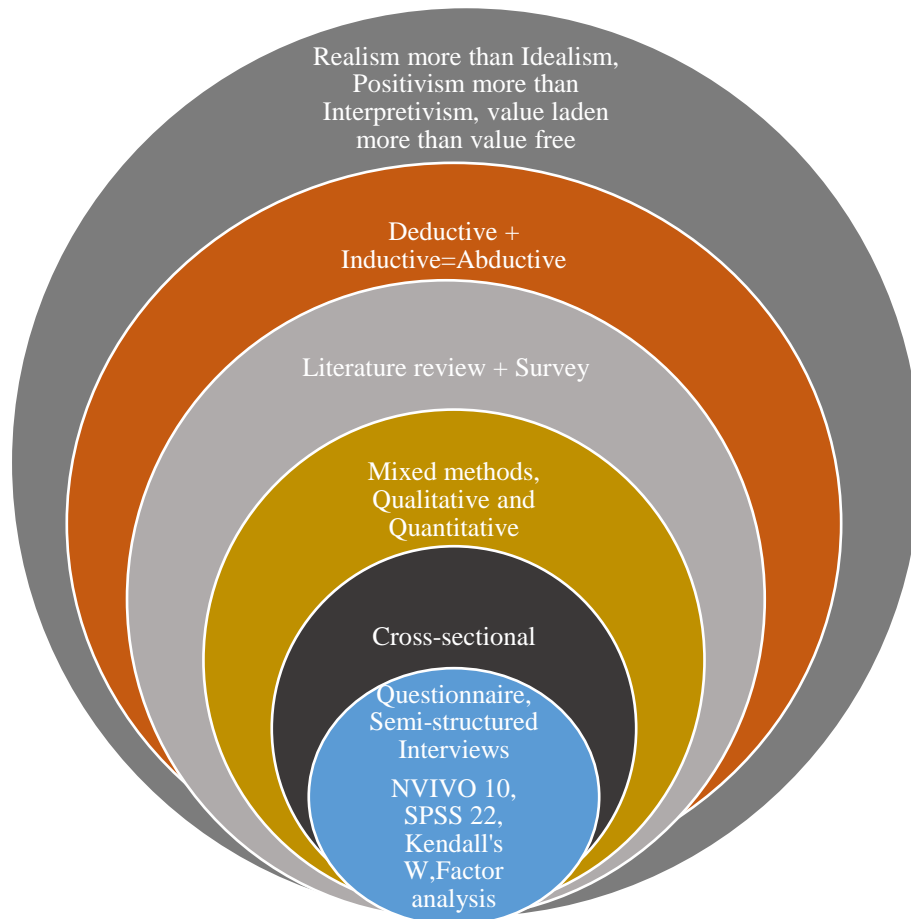 Realism more than Idealism,
Positivism more than
Interpretivism, value laden
more than value free
Deductive +
Inductive=Abductive
Literature review + Survey
Mixed methods,
Qualitative and
Quantitative
Cross-sectional
Questionnaire,
Semi-structured
Interviews
NVIVO 10,
SPSS 22,
Kendall's
W,Factor
analysis